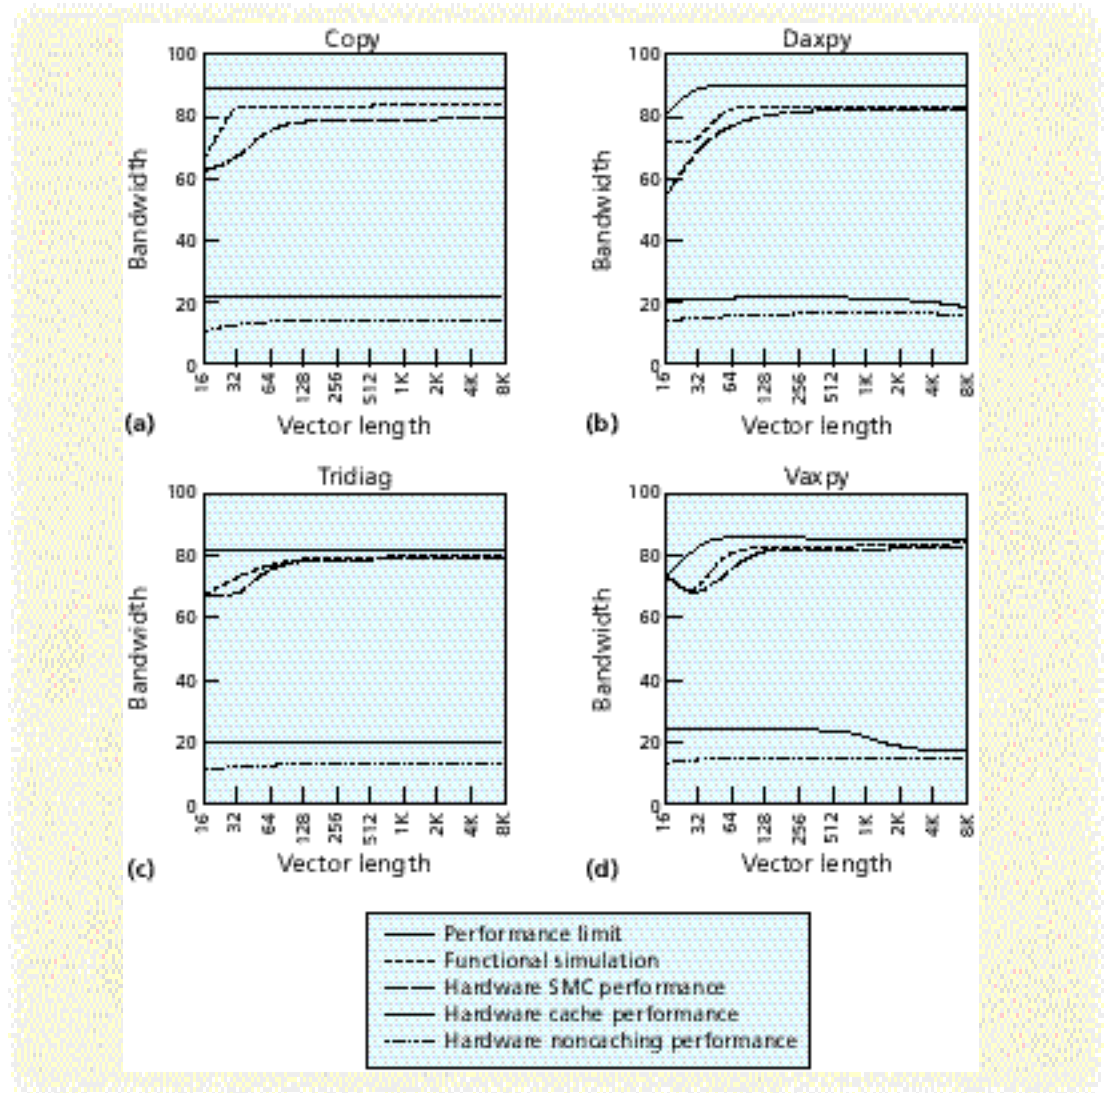 Copy
100
80
60
40
20
0
Bandwidth
16 32 64 128 256 512 1K 2K 4K 8K
(a) Vector length
Daxpy
100
80
60
40
20
0
Bandwidth
16 32 64 128 256 512 1K 2K 4K 8K
(b) Vector length
Tridiag
100
80
60
40
20
0
Bandwidth
16 32 64 128 256 512 1K 2K 4K 8K
(c) Vector length
Vaxpy
100
80
60
40
20
0
Bandwidth
16 32 64 128 256 512 1K 2K 4K 8K
(d) Vector length
Performance limit
Functional simulation
Hardware SMC performance
Hardware cache performance
Hardware noncaching performance